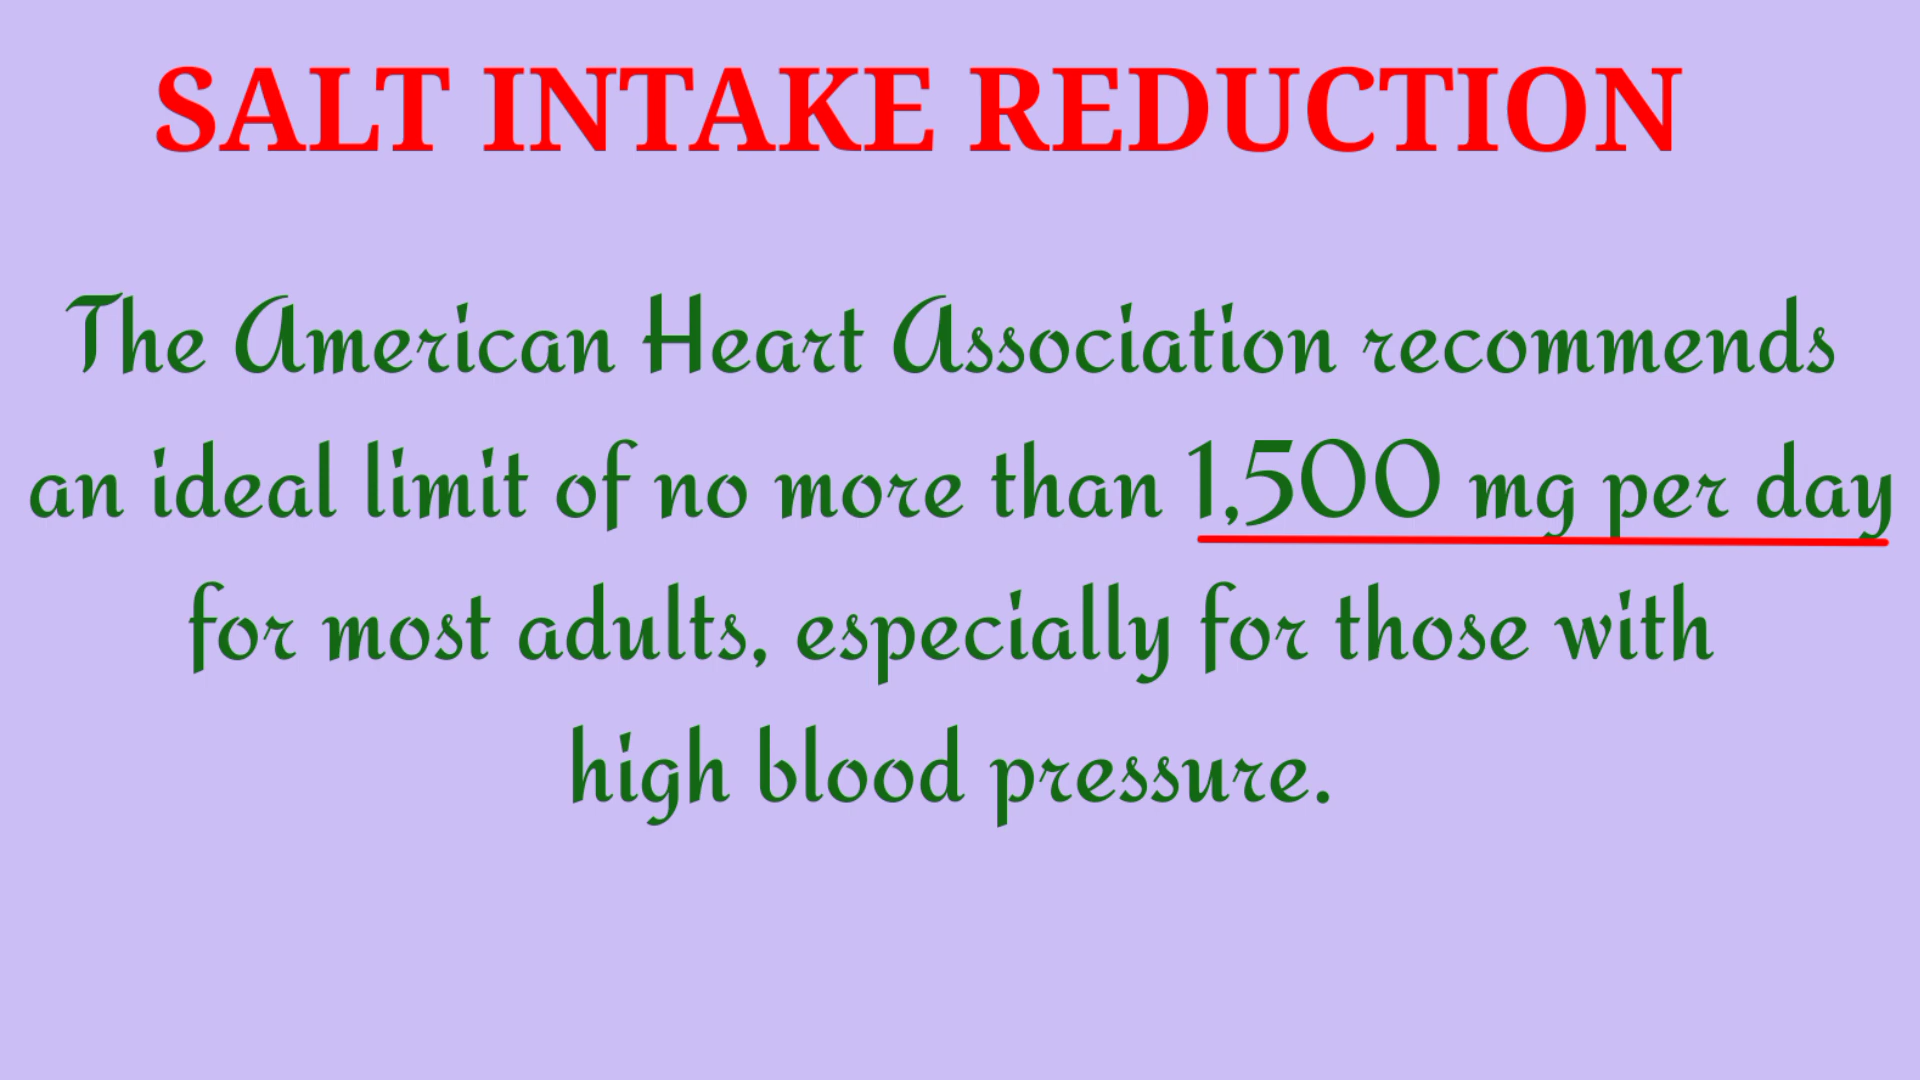 SALT INTAKE REDUCTION
The American Heart Association recommends
an ideal limit of no more than 1,500 mg per day
for most adults, especially for those with
high blood pressure.